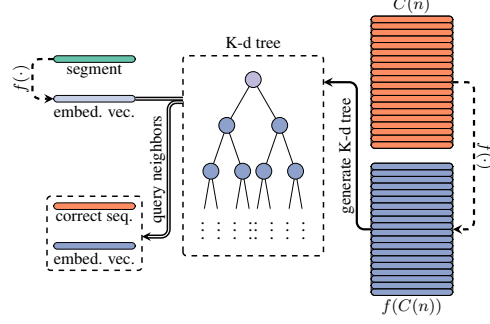 C(n)
K-d tree
segment
f(·)
embed. vec.
query neighbors
generate K-d tree
f(·)
correct seq.
embed. vec.
f(C(n))